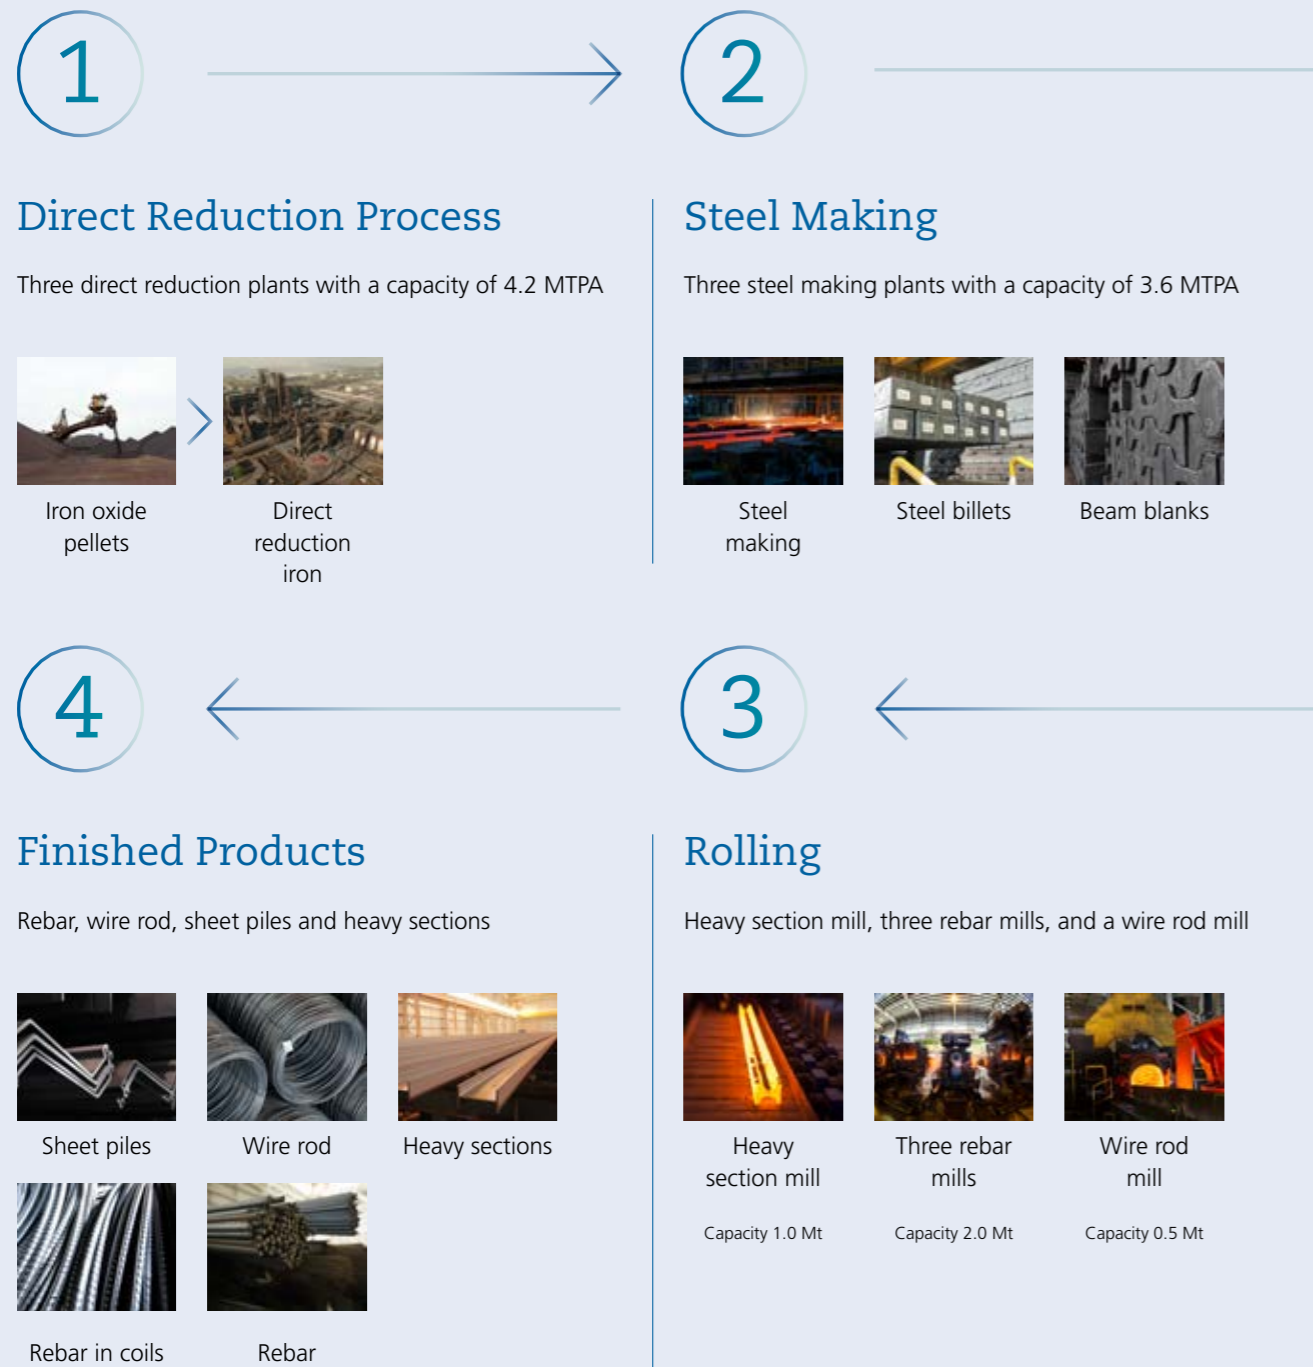 1
2
Direct Reduction Process
Three direct reduction plants with a capacity of 4.2 MTPA
Iron oxide
pellets
Direct
reduction
iron
Steel Making
Three steel making plants with a capacity of 3.6 MTPA
Steel
making
Steel billets
Beam blanks
4
3
Finished Products
Rebar, wire rod, sheet piles and heavy sections
Sheet piles
Wire rod
Heavy sections
Rebar in coils
Rebar
Rolling
Heavy section mill, three rebar mills, and a wire rod mill
Heavy
section mill
Capacity 1.0 Mt
Three rebar
mills
Capacity 2.0 Mt
Wire rod
mill
Capacity 0.5 Mt